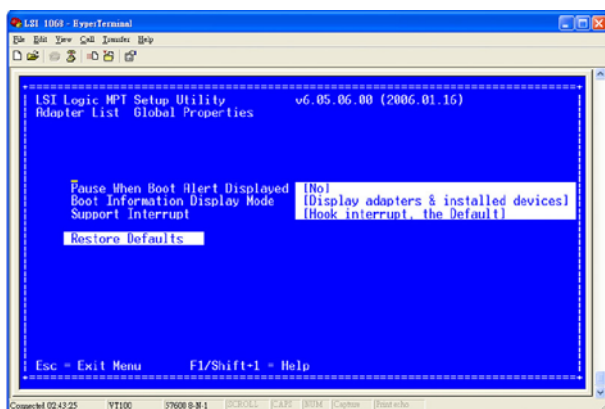 LSI 1068 - HyperTerminal
File Edit View Call Transfer Help
LSI Logic MPT Setup Utility v6.05.06.00 (2006.01.16)
Adapter List Global Properties
Pause When Boot Alert Displayed [No]
Boot Information Display Mode [Display adapters & installed devices]
Support Interrupt [Hook interrupt, the Default]
Restore Defaults
Esc = Exit Menu F1/Shift+1 = Help
Connected 02:43:25 VT100 57600 8-N-1 SCROLL CAPS NUM Capture Print echo